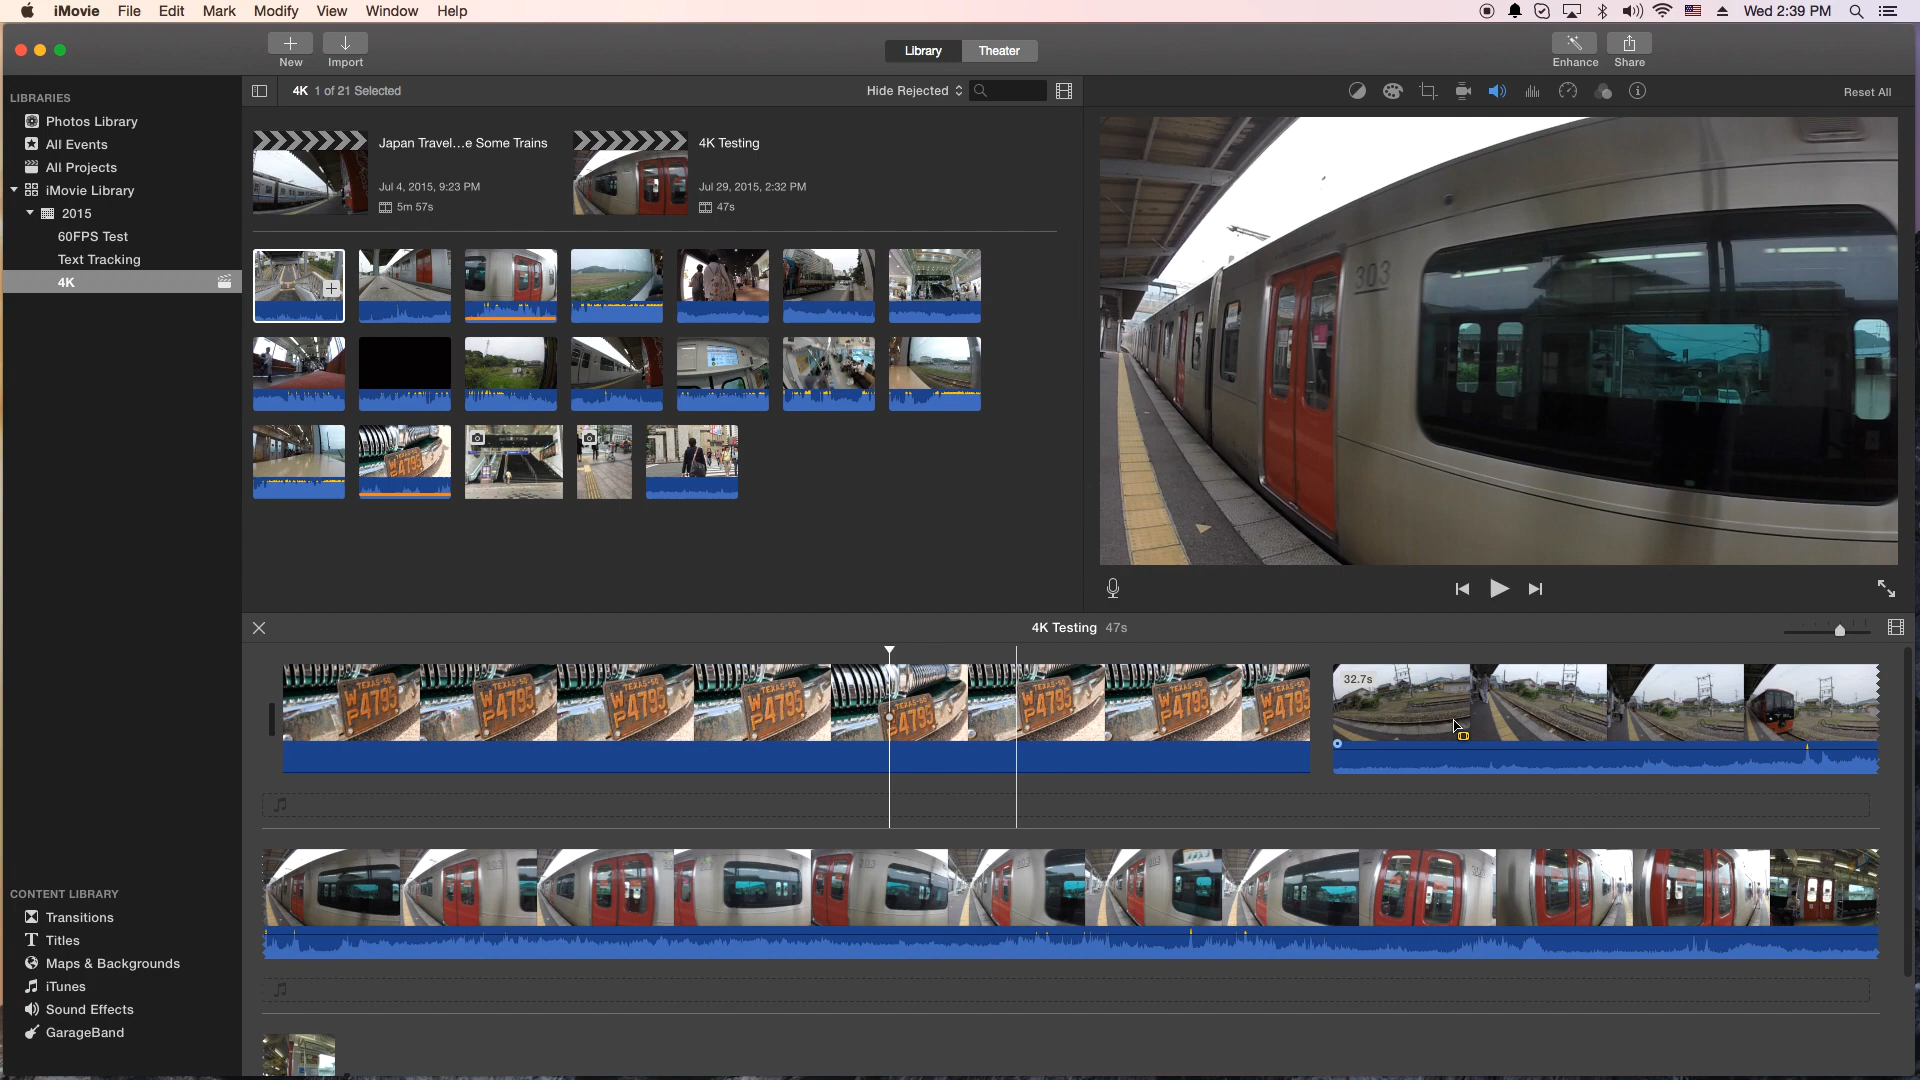 iMovie File Edit Mark Modify View Window Help
Wed 2:39 PM
New
Import
Library
Theater
Enhance
Share
LIBRARIES
Photos Library
All Events
All Projects
iMovie Library
2015
60FPS Test
Text Tracking
4K
4K 1 of 21 Selected
Hide Rejected
Reset All
Japan Travel...e Some Trains
Jul 4, 2015, 9:23 PM
5m 57s
4K Testing
Jul 29, 2015, 2:32 PM
47s
303
4K Testing 47s
32.7s
TEXAS-50
WP4795
CONTENT LIBRARY
Transitions
Titles
Maps & Backgrounds
iTunes
Sound Effects
GarageBand